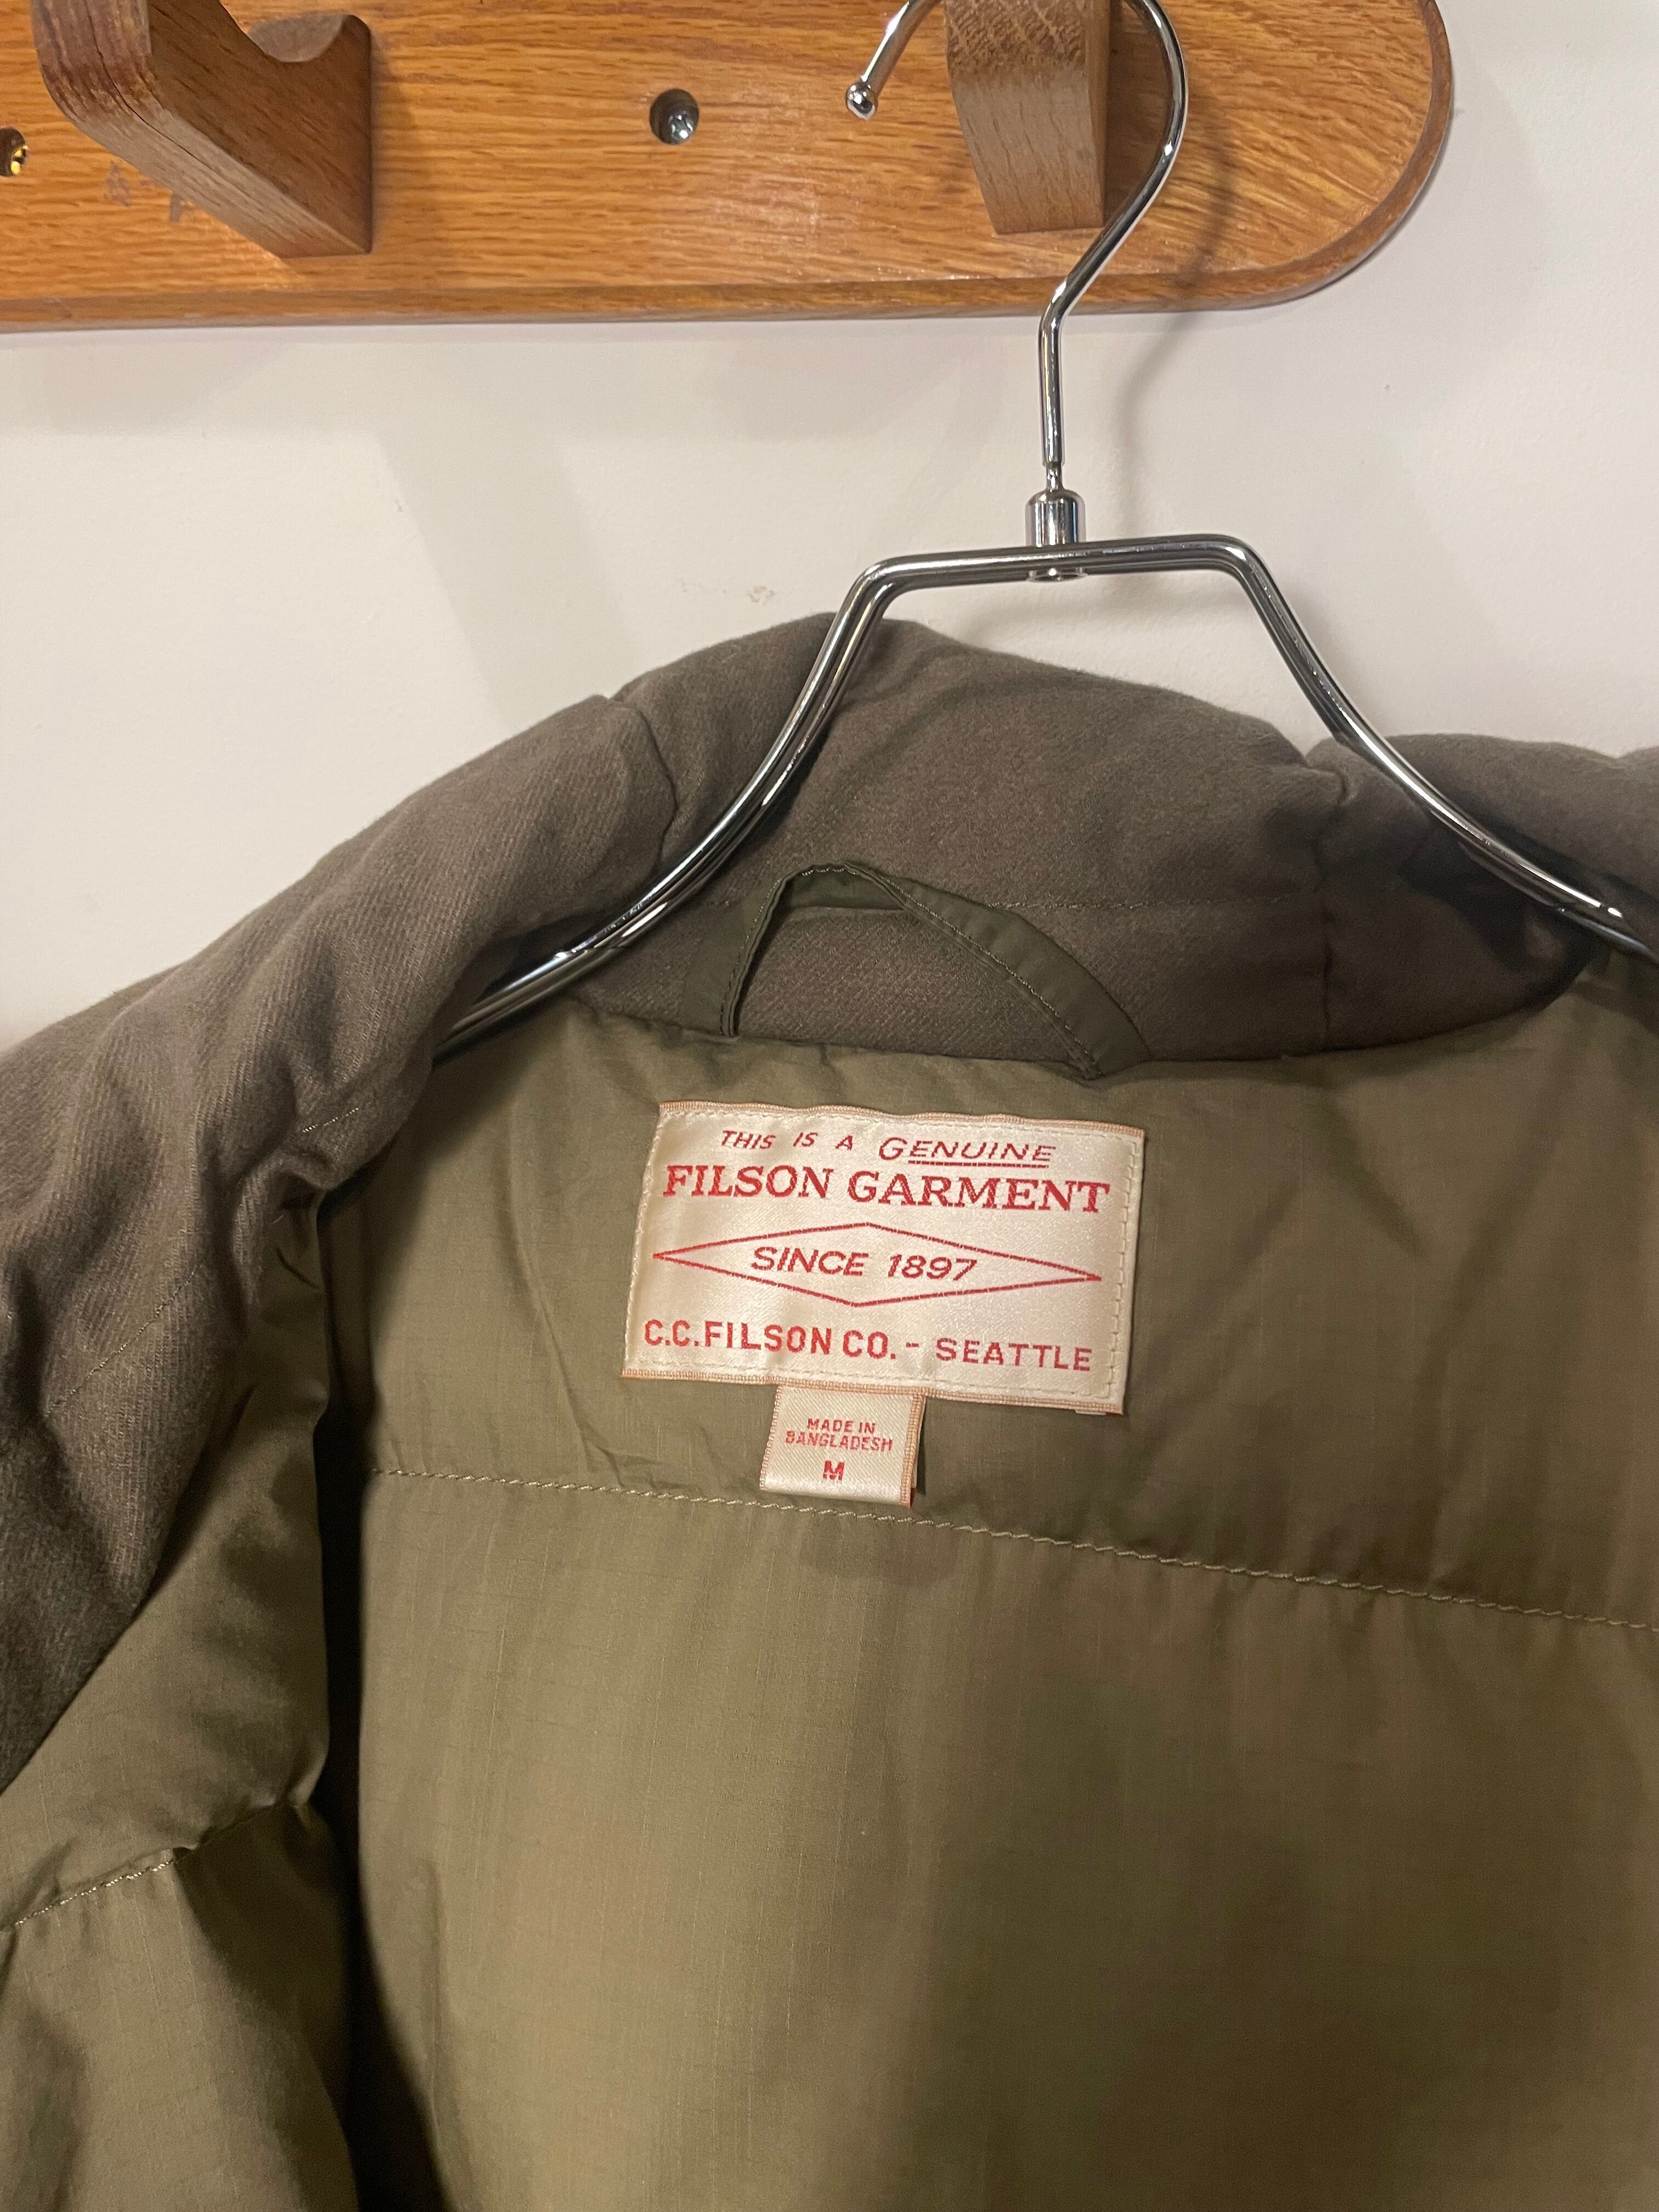 THIS IS A GENUINE
FILSON GARMENT
SINCE 1897
C.C.FILSON CO. - SEATTLE
MADE IN
BANGLADESH
M